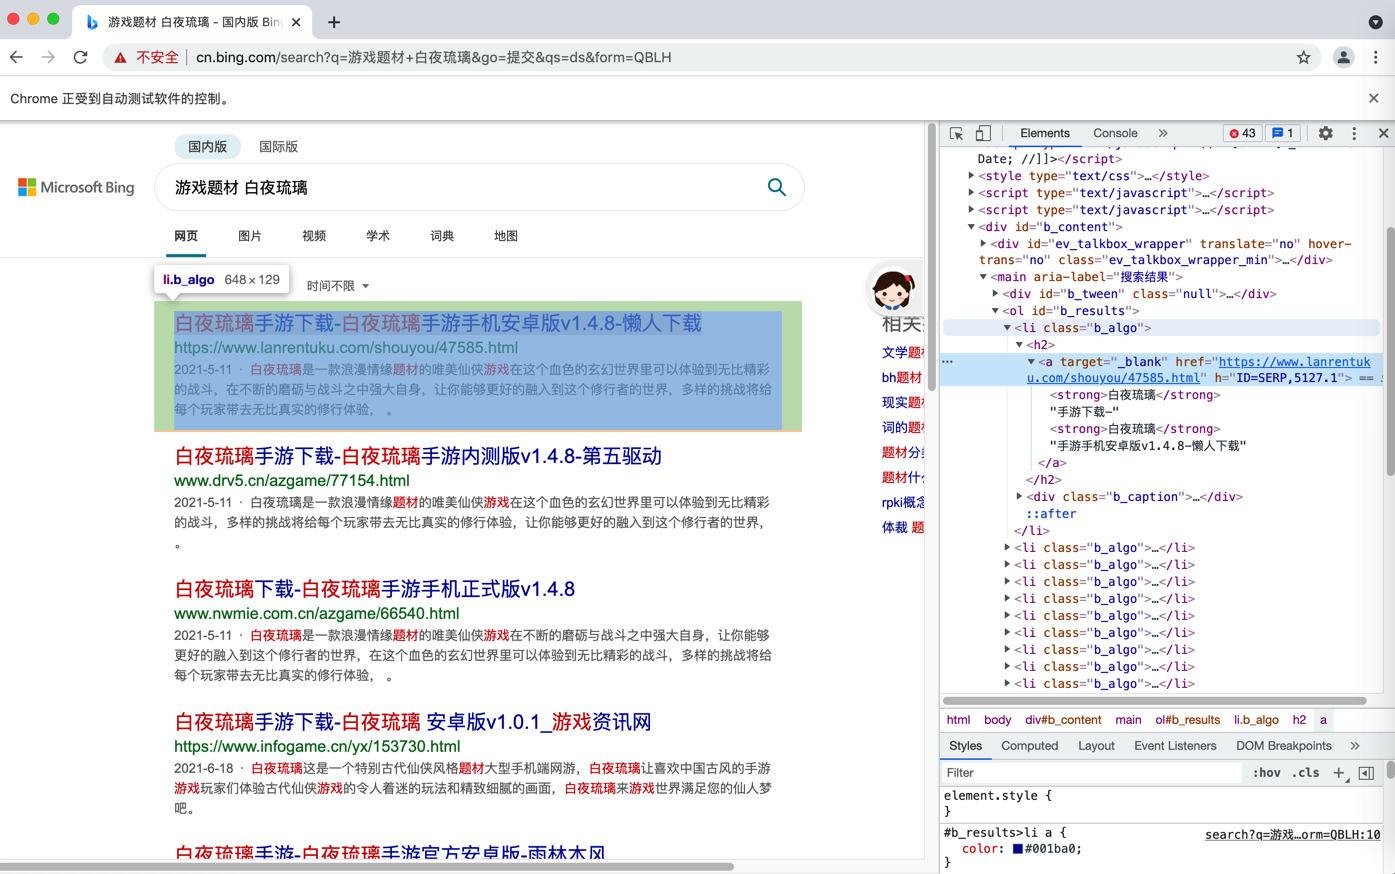 游戏题材 白夜琉璃 - 国内版 Bin
不安全 cn.bing.com/search?q=游戏题材+白夜琉璃&go=提交&qs=ds&form=QBLH
Chrome 正受到自动测试软件的控制。
国内版 国际版
Microsoft Bing
游戏题材 白夜琉璃
网页 图片 视频 学术 词典 地图
li.b_algo 648 × 129
时间不限
白夜琉璃手游下载-白夜琉璃手游手机安卓版v1.4.8-懒人下载
https://www.lanrentuku.com/shouyou/47585.html
2021-5-11 · 白夜琉璃是一款浪漫情缘题材的唯美仙侠游戏在这个血色的玄幻世界里可以体验到无比精彩
的战斗，在不断的磨砺与战斗之中强大自身，让你能够更好的融入到这个修行者的世界，多样的挑战将给
每个玩家带去无比真实的修行体验， 。
白夜琉璃手游下载-白夜琉璃手游内测版v1.4.8-第五驱动
www.drv5.cn/azgame/77154.html
2021-5-11 · 白夜琉璃是一款浪漫情缘题材的唯美仙侠游戏在这个血色的玄幻世界里可以体验到无比精彩
的战斗，多样的挑战将给每个玩家带去无比真实的修行体验，让你能够更好的融入到这个修行者的世界，
。
白夜琉璃下载-白夜琉璃手游手机正式版v1.4.8
www.nwmie.com.cn/azgame/66540.html
2021-5-11 · 白夜琉璃是一款浪漫情缘题材的唯美仙侠游戏在不断的磨砺与战斗之中强大自身，让你能够
更好的融入到这个修行者的世界，在这个血色的玄幻世界里可以体验到无比精彩的战斗，多样的挑战将给
每个玩家带去无比真实的修行体验， 。
白夜琉璃手游下载-白夜琉璃 安卓版v1.0.1_游戏资讯网
https://www.infogame.cn/yx/153730.html
2021-6-18 · 白夜琉璃这是一个特别古代仙侠风格题材大型手机端网游，白夜琉璃让喜欢中国古风的手游
游戏玩家们体验古代仙侠游戏的令人着迷的玩法和精致细腻的画面，白夜琉璃来游戏世界满足您的仙人梦
吧。
白夜琉璃手游-白夜琉璃手游官方安卓版-雨林木风
相关
文学题材
bh题材
现实题材
词的题材
题材分类
题材什
rpki概念
体裁 题
Elements Console 43 1
Date; //]]></script>
<style type="text/css">…</style>
<script type="text/javascript">…</script>
<script type="text/javascript">…</script>
<div id="b_content">
<div id="ev_talkbox_wrapper" translate="no" hover-
trans="no" class="ev_talkbox_wrapper_min">…</div>
<main aria-label="搜索结果">
<div id="b_tween" class="null">…</div>
<ol id="b_results">
<li class="b_algo">
<h2>
<a target="_blank" href="https://www.lanrentuk
u.com/shouyou/47585.html" h="ID=SERP,5127.1"> ==
<strong>白夜琉璃</strong>
"手游下载-"
<strong>白夜琉璃</strong>
"手游手机安卓版v1.4.8-懒人下载"
</a>
</h2>
<div class="b_caption">…</div>
::after
</li>
<li class="b_algo">…</li>
<li class="b_algo">…</li>
<li class="b_algo">…</li>
<li class="b_algo">…</li>
<li class="b_algo">…</li>
<li class="b_algo">…</li>
<li class="b_algo">…</li>
<li class="b_algo">…</li>
<li class="b_algo">…</li>
html body div#b_content main ol#b_results li.b_algo h2 a
Styles Computed Layout Event Listeners DOM Breakpoints
Filter :hov .cls
element.style {
}
#b_results>li a { search?q=游戏…orm=QBLH:10
color: #001ba0;
}